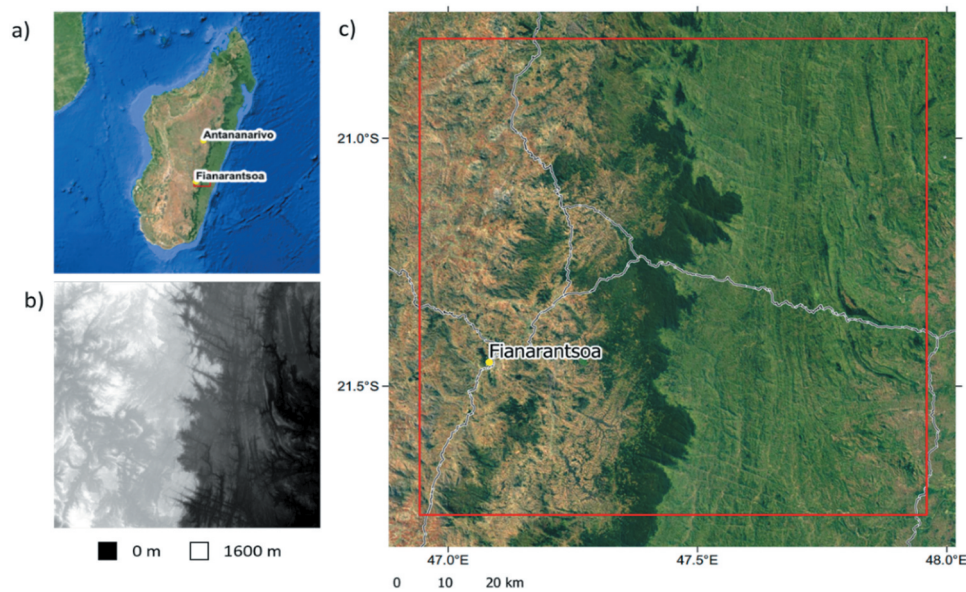 a)
Antananarivo
Fianarantsoa
b)
0 m 1600 m
c)
21.0°S
Fianarantsoa
21.5°S
47.0°E 47.5°E 48.0°E
0 10 20 km